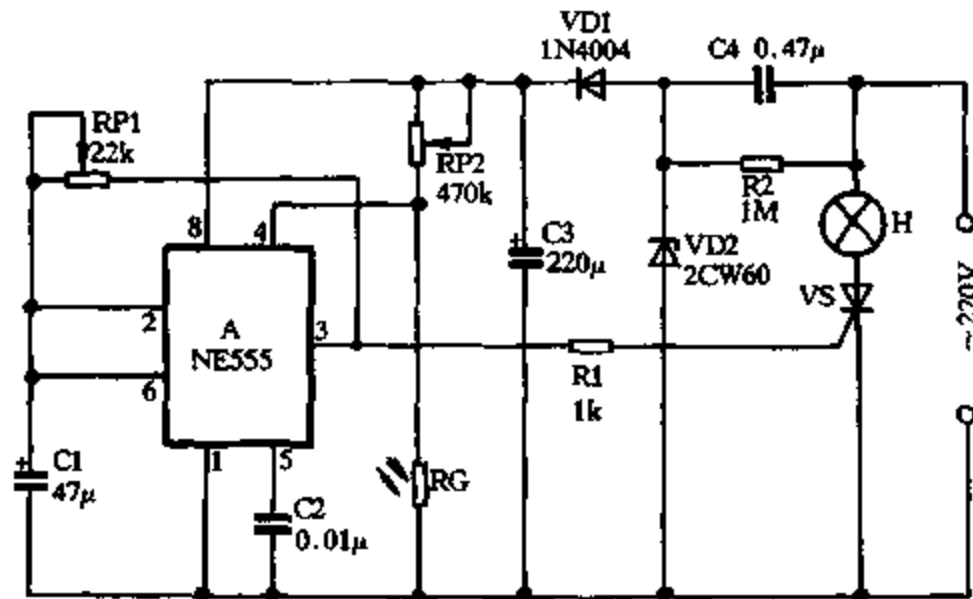 VD1
1N4004
C4 0.47μ
RP1
22k
RP2
470k
R2
1M
H
8
4
C3
220μ
VD2
2CW60
VS
~220V
2
A
NE555
3
6
R1
1k
1
5
C1
47μ
C2
0.01μ
RG